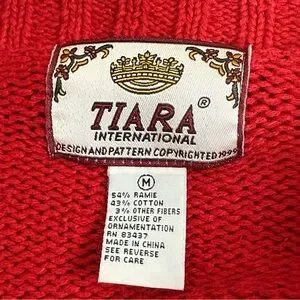 TIARA ®
INTERNATIONAL
DESIGN AND PATTERN COPYRIGHTED 1999
M
54% RAMIE
43% COTTON
3% OTHER FIBERS
EXCLUSIVE OF
ORNAMENTATION
RN 83437
MADE IN CHINA
SEE REVERSE
FOR CARE